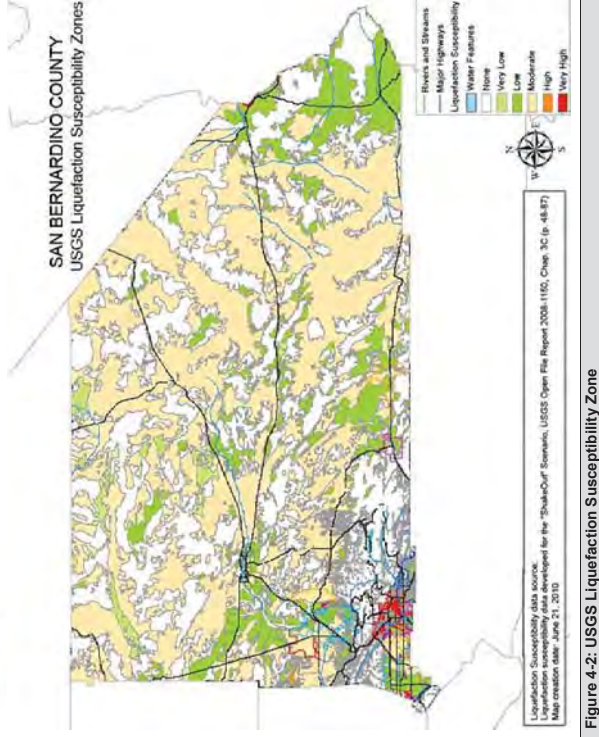 SAN BERNARDINO COUNTY
USGS Liquefaction Susceptibility Zones
Rivers and Streams
Major Highways
Liquefaction Susceptibility
Water Features
None
Very Low
Low
Moderate
High
Very High
N
W
E
S
Liquefaction Susceptibility data source:
Liquefaction susceptibility data developed for the "ShakeOut" Scenario, USGS Open File Report 2008-1150, Chap. 3C (p. 48-87)
Map creation date: June 21, 2010
Figure 4-2: USGS Liquefaction Susceptibility Zone